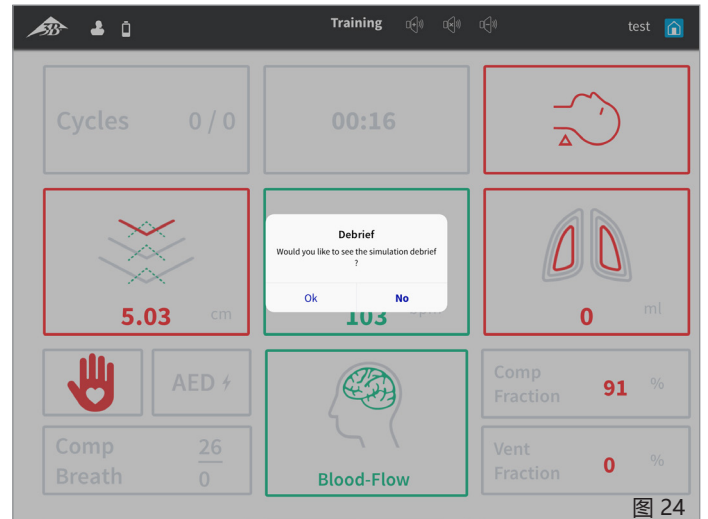 3B
Training
test
Cycles 0 / 0
00:16
Debrief
Would you like to see the simulation debrief
?
Ok No
5.03 cm
103
0 ml
AED
Comp 26
Breath 0
Blood-Flow
Comp
Fraction 91 %
Vent
Fraction 0 %
图 24